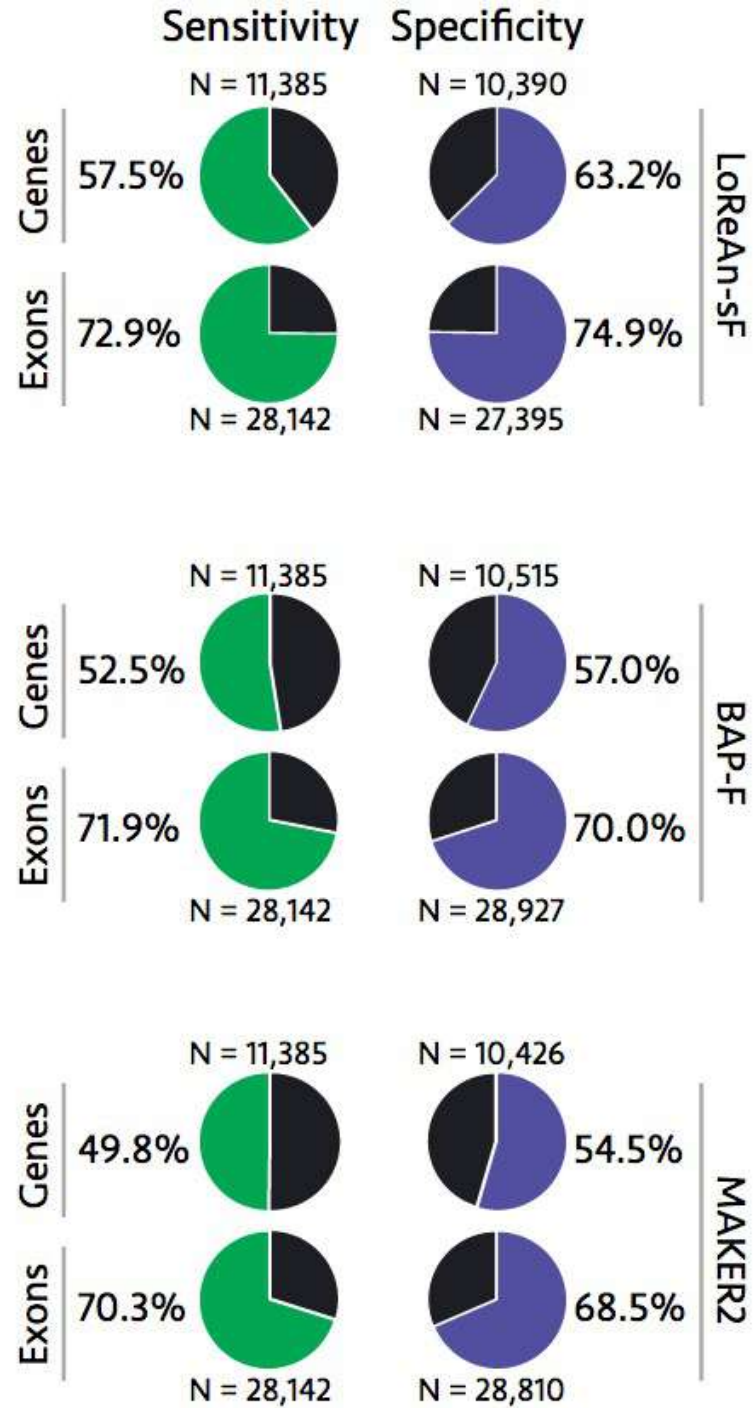 Sensitivity Specificity
N = 11,385 N = 10,390
Genes 57.5% 63.2%
LoReAn-sF
Exons 72.9% 74.9%
N = 28,142 N = 27,395
N = 11,385 N = 10,515
Genes 52.5% 57.0%
BAP-F
Exons 71.9% 70.0%
N = 28,142 N = 28,927
N = 11,385 N = 10,426
Genes 49.8% 54.5%
MAKER2
Exons 70.3% 68.5%
N = 28,142 N = 28,810